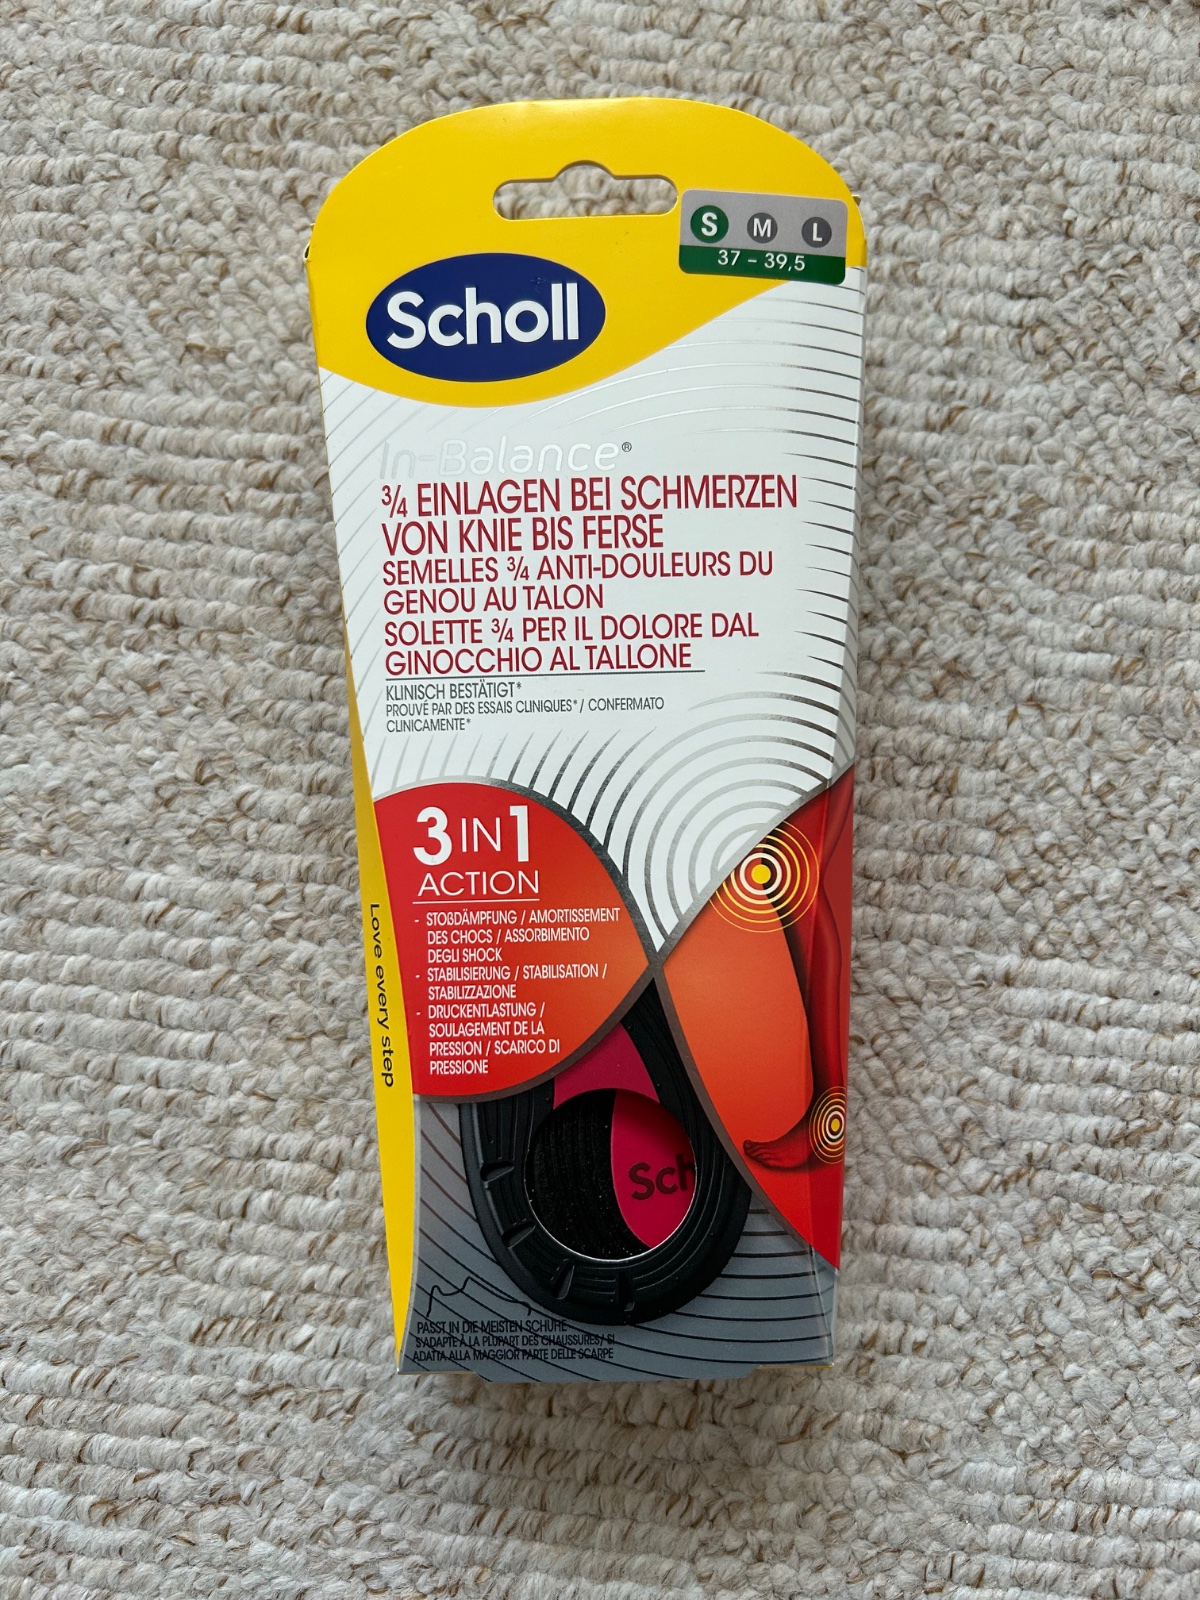 S M L
37 – 39,5
Scholl
In-Balance®
¾ EINLAGEN BEI SCHMERZEN
VON KNIE BIS FERSE
SEMELLES ¾ ANTI-DOULEURS DU
GENOU AU TALON
SOLETTE ¾ PER IL DOLORE DAL
GINOCCHIO AL TALLONE
KLINISCH BESTÄTIGT*
PROUVÉ PAR DES ESSAIS CLINIQUES* / CONFERMATO
CLINICAMENTE*
3 IN 1
ACTION
- STOßDÄMPFUNG / AMORTISSEMENT
DES CHOCS / ASSORBIMENTO
DEGLI SHOCK
- STABILISIERUNG / STABILISATION /
STABILIZZAZIONE
- DRUCKENTLASTUNG /
SOULAGEMENT DE LA
PRESSION / SCARICO DI
PRESSIONE
Love every step
Sch
PASST IN DIE MEISTEN SCHUHE
S'ADAPTE À LA PLUPART DES CHAUSSURES/ SI
ADATTA ALLA MAGGIOR PARTE DELLE SCARPE